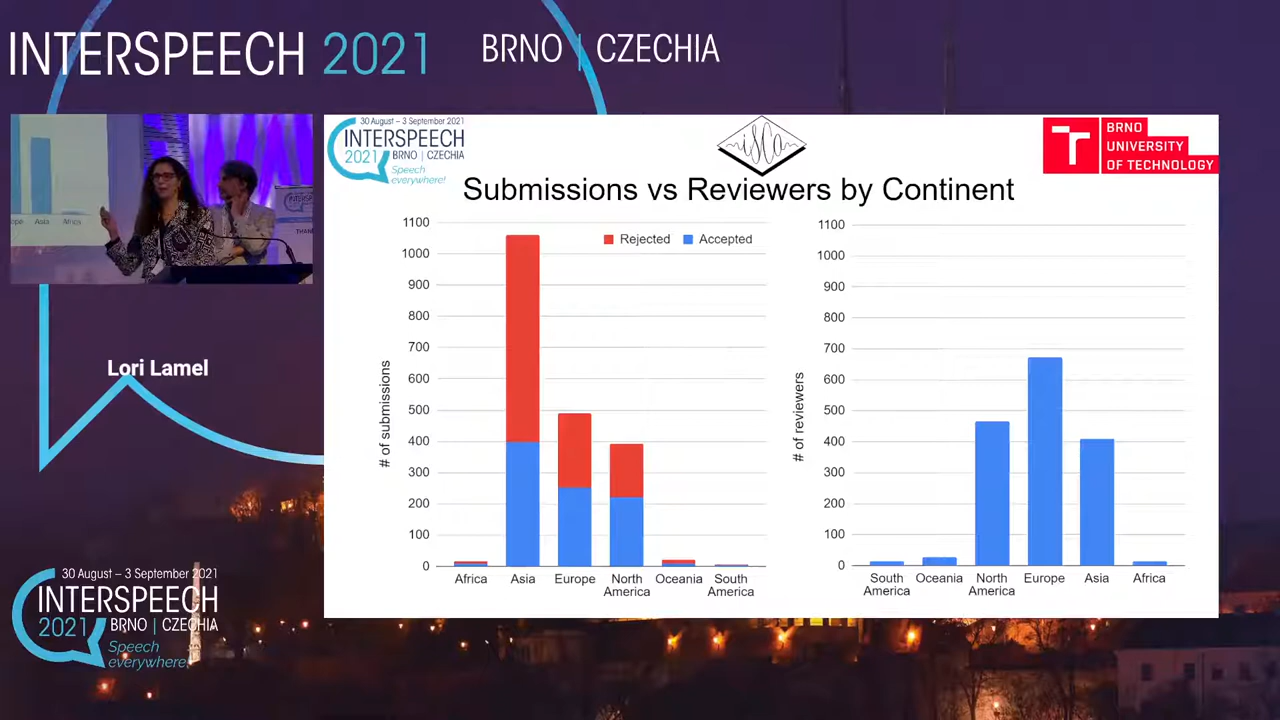 INTERSPEECH 2021
BRNO | CZECHIA
Asia Africa
Lori Lamel
30 August – 3 September 2021
INTERSPEECH
2021 BRNO | CZECHIA
Speech
everywhere!
isca
T BRNO
UNIVERSITY
OF TECHNOLOGY
Submissions vs Reviewers by Continent
Rejected Accepted
# of submissions
1100
1000
900
800
700
600
500
400
300
200
100
0
Africa Asia Europe North America Oceania South America
# of reviewers
1100
1000
900
800
700
600
500
400
300
200
100
0
South America Oceania North America Europe Asia Africa
30 August – 3 September 2021
INTERSPEECH
2021 BRNO | CZECHIA
Speech
everywhere!